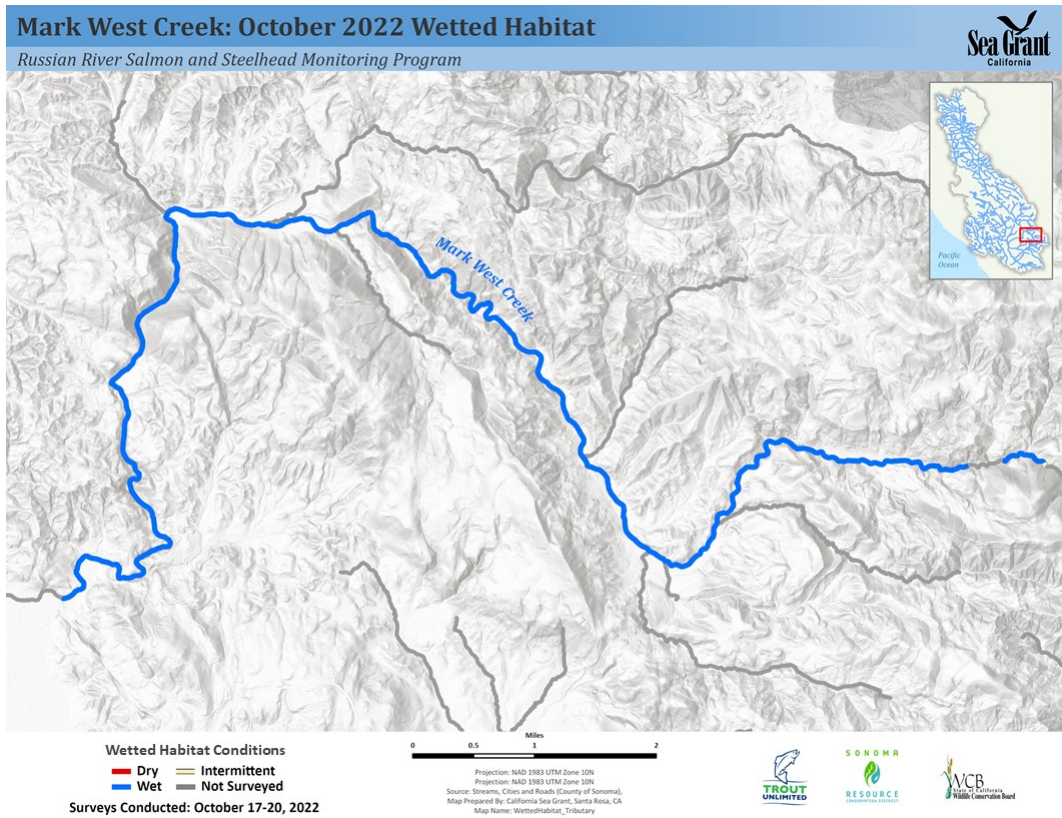 Mark West Creek: October 2022 Wetted Habitat
Russian River Salmon and Steelhead Monitoring Program
Sea Grant
California
Pacific
Ocean
Mark West Creek
Wetted Habitat Conditions
Dry
Intermittent
Wet
Not Surveyed
Surveys Conducted: October 17-20, 2022
Miles
0 0.5 1 2
Projection: NAD 1983 UTM Zone 10N
Projection: NAD 1983 UTM Zone 10N
Source: Streams, Cities and Roads (County of Sonoma),
Map Prepared By: California Sea Grant, Santa Rosa, CA
Map Name: WettedHabitat_Tributary
TROUT
UNLIMITED
SONOMA
RESOURCE
CONSERVATION DISTRICT
WCB
State of California
Wildlife Conservation Board